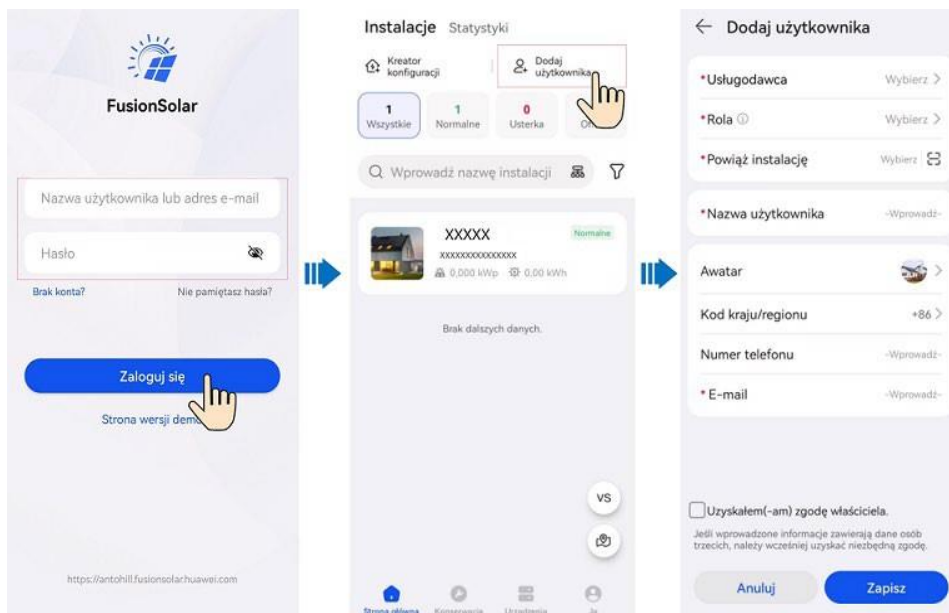 FusionSolar
Nazwa użytkownika lub adres e-mail
Hasło
Brak konta? Nie pamiętasz hasła?
Zaloguj się
Strona wersji demo
https://antohill.fusionsolar.huawei.com
Instalacje Statystyki
Kreator
konfiguracji
Dodaj
użytkownika
1
Wszystkie
1
Normalne
0
Usterka
Wprowadź nazwę instalacji
XXXXX
Normalne
XXXXXXXXXXXXXXX
0,000 kWp 0,00 kWh
Brak dalszych danych.
VS
Strona główna Konserwacja Urządzenia Ja
Dodaj użytkownika
*Usługodawca Wybierz >
*Rola Wybierz >
*Powiąż instalację Wybierz
*Nazwa użytkownika -Wprowadź-
Awatar >
Kod kraju/regionu +86 >
Numer telefonu -Wprowadź-
*E-mail -Wprowadź-
Uzyskałem(-am) zgodę właściciela.
Jeśli wprowadzone informacje zawierają dane osób
trzecich, należy wcześniej uzyskać niezbędną zgodę.
Anuluj Zapisz